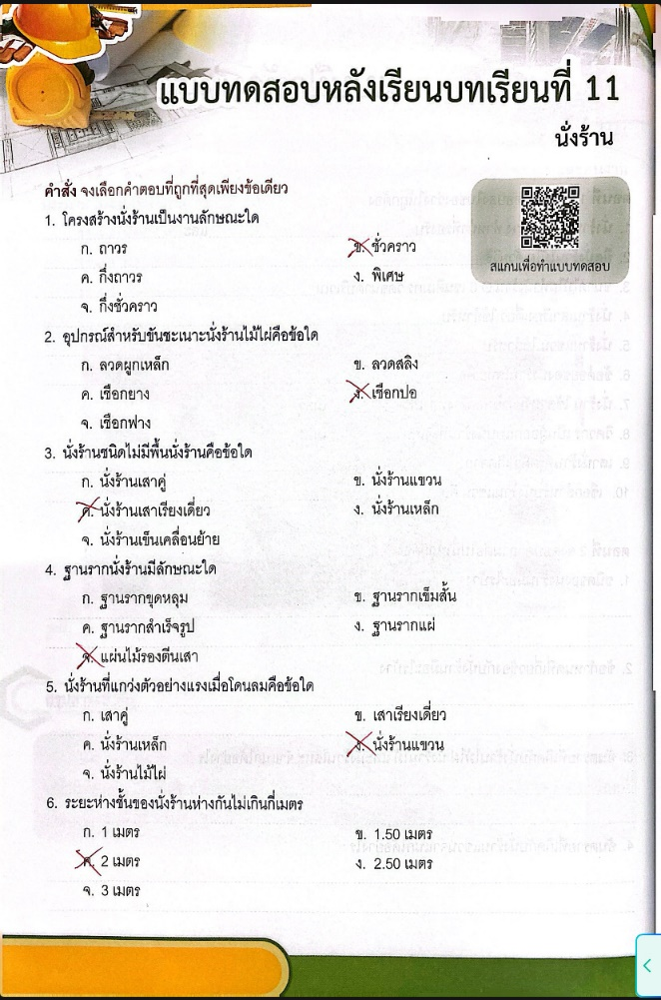 แบบทดสอบหลังเรียนบทเรียนที่ 11
นั่งร้าน
คำสั่ง จงเลือกคำตอบที่ถูกที่สุดเพียงข้อเดียว
1. โครงสร้างนั่งร้านเป็นงานลักษณะใด
ก. ถาวร ข. ชั่วคราว
ค. กึ่งถาวร ง. พิเศษ
จ. กึ่งชั่วคราว
สแกนเพื่อทำแบบทดสอบ
2. อุปกรณ์สำหรับขันชะเนาะนั่งร้านไม้ไผ่คือข้อใด
ก. ลวดผูกเหล็ก ข. ลวดสลิง
ค. เชือกยาง ง. เชือกปอ
จ. เชือกฟาง
3. นั่งร้านชนิดไม่มีพื้นนั่งร้านคือข้อใด
ก. นั่งร้านเสาคู่ ข. นั่งร้านแขวน
ค. นั่งร้านเสาเรียงเดี่ยว ง. นั่งร้านเหล็ก
จ. นั่งร้านเข็นเคลื่อนย้าย
4. ฐานรากนั่งร้านมีลักษณะใด
ก. ฐานรากขุดหลุม ข. ฐานรากเข็มสั้น
ค. ฐานรากสำเร็จรูป ง. ฐานรากแผ่
จ. แผ่นไม้รองตีนเสา
5. นั่งร้านที่แกว่งตัวอย่างแรงเมื่อโดนลมคือข้อใด
ก. เสาคู่ ข. เสาเรียงเดี่ยว
ค. นั่งร้านเหล็ก ง. นั่งร้านแขวน
จ. นั่งร้านไม้ไผ่
6. ระยะห่างชั้นของนั่งร้านห่างกันไม่เกินกี่เมตร
ก. 1 เมตร ข. 1.50 เมตร
ค. 2 เมตร ง. 2.50 เมตร
จ. 3 เมตร